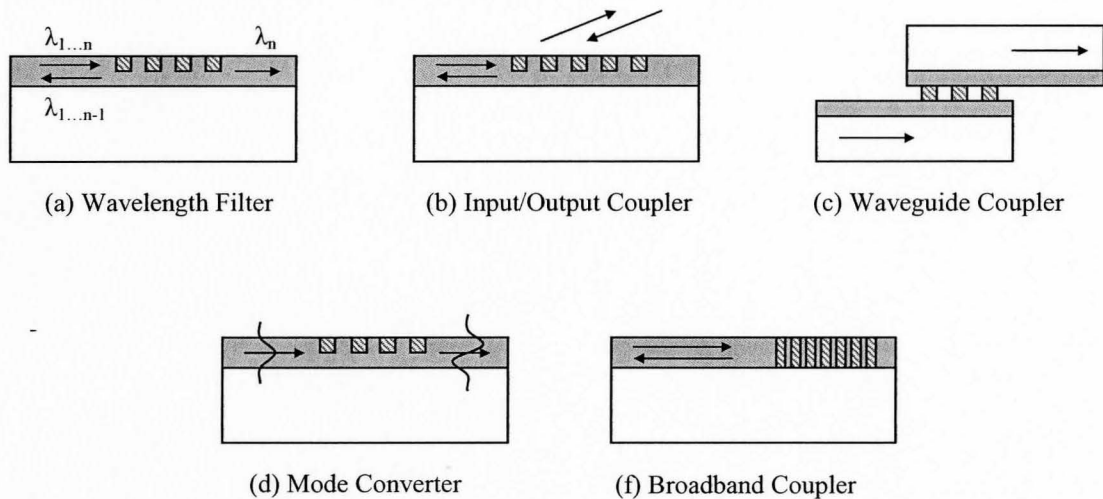 λ1...n
λn
λ1...n-1
(a) Wavelength Filter
(b) Input/Output Coupler
(c) Waveguide Coupler
(d) Mode Converter
(f) Broadband Coupler